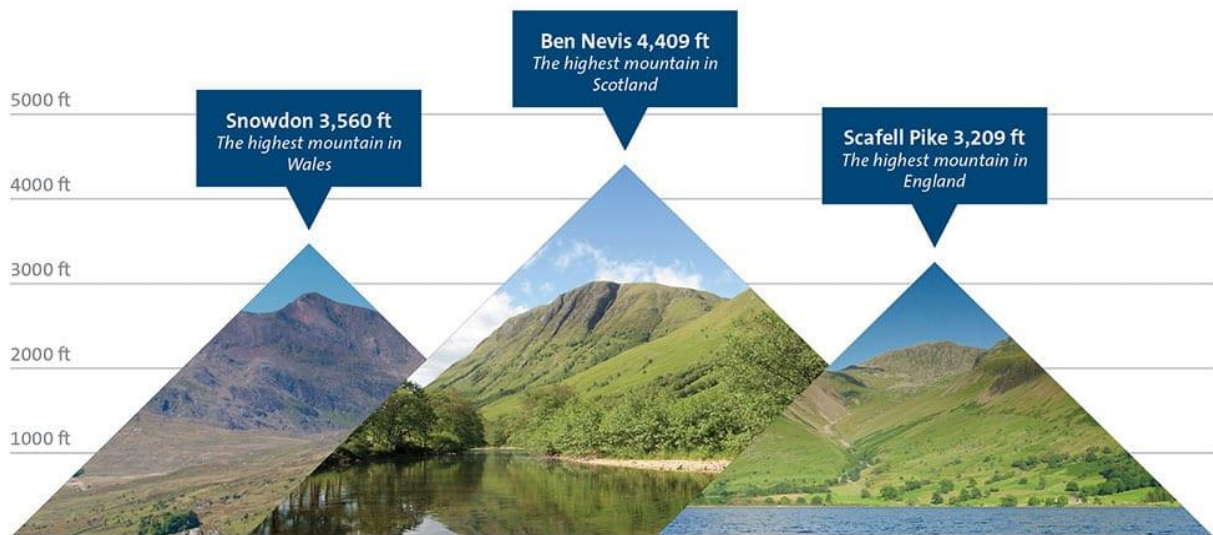 Ben Nevis 4,409 ft
The highest mountain in
Scotland
5000 ft
Snowdon 3,560 ft
The highest mountain in
Wales
Scafell Pike 3,209 ft
The highest mountain in
England
4000 ft
3000 ft
2000 ft
1000 ft